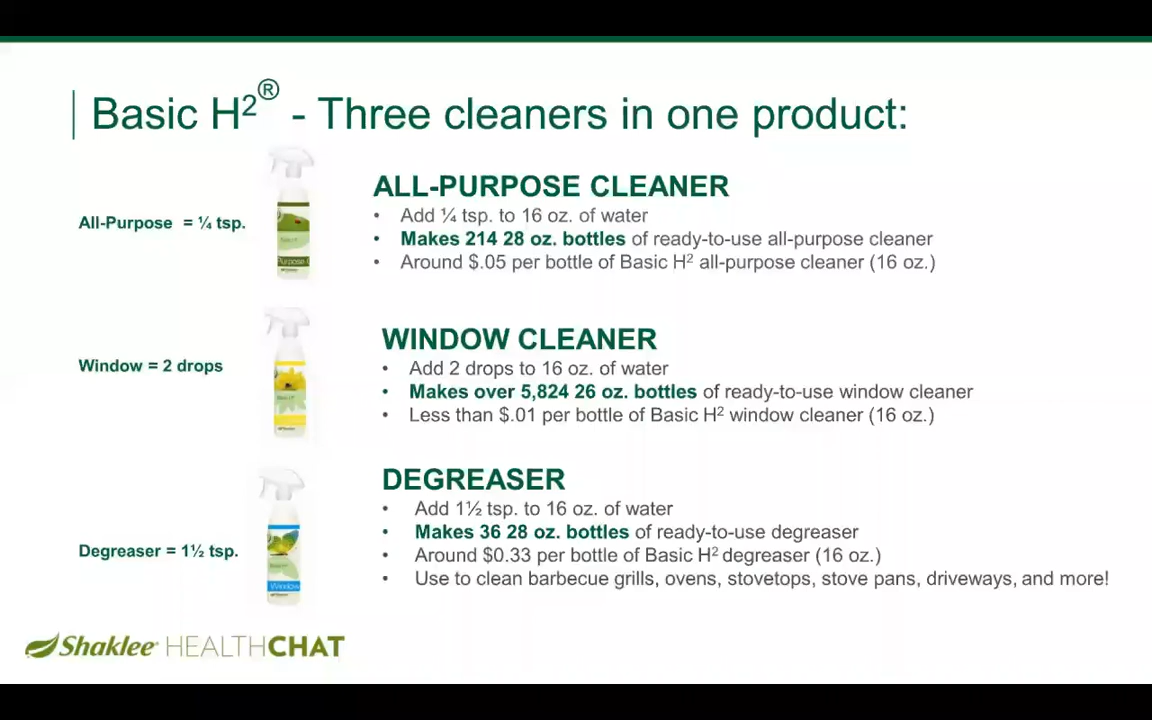 Basic H²® - Three cleaners in one product:
All-Purpose = ¼ tsp.
ALL-PURPOSE CLEANER
• Add ¼ tsp. to 16 oz. of water
• Makes 214 28 oz. bottles of ready-to-use all-purpose cleaner
• Around $.05 per bottle of Basic H² all-purpose cleaner (16 oz.)
Window = 2 drops
WINDOW CLEANER
• Add 2 drops to 16 oz. of water
• Makes over 5,824 26 oz. bottles of ready-to-use window cleaner
• Less than $.01 per bottle of Basic H² window cleaner (16 oz.)
Degreaser = 1½ tsp.
Window
DEGREASER
• Add 1½ tsp. to 16 oz. of water
• Makes 36 28 oz. bottles of ready-to-use degreaser
• Around $0.33 per bottle of Basic H² degreaser (16 oz.)
• Use to clean barbecue grills, ovens, stovetops, stove pans, driveways, and more!
Shaklee HEALTHCHAT